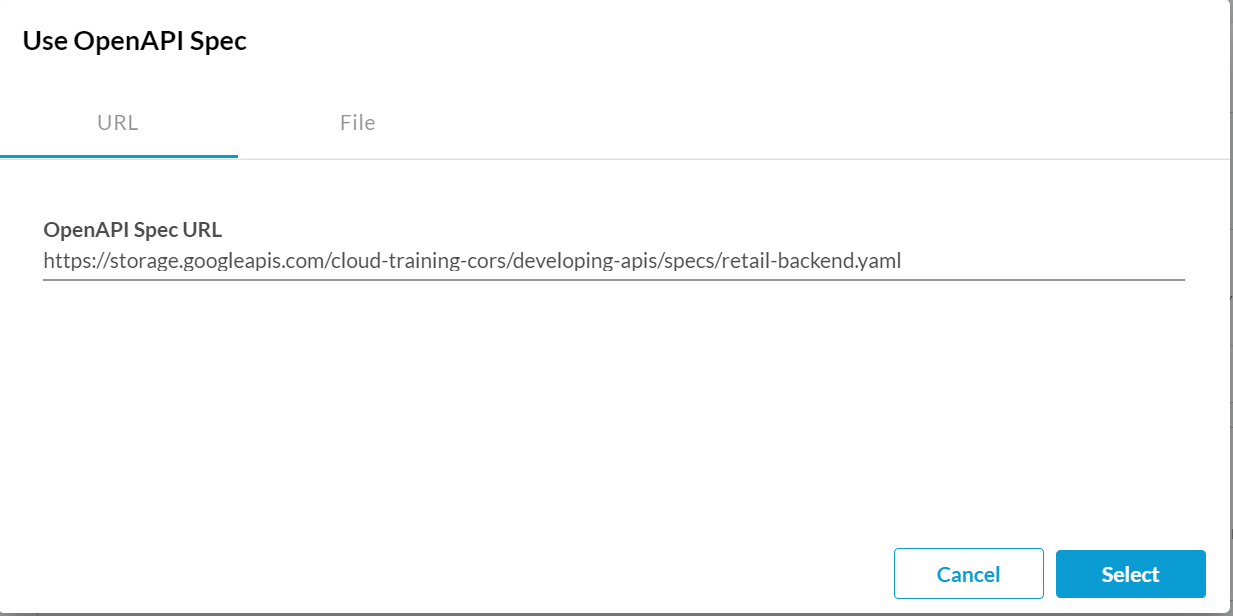 Use OpenAPI Spec
URL File
OpenAPI Spec URL
https://storage.googleapis.com/cloud-training-cors/developing-apis/specs/retail-backend.yaml
Cancel Select